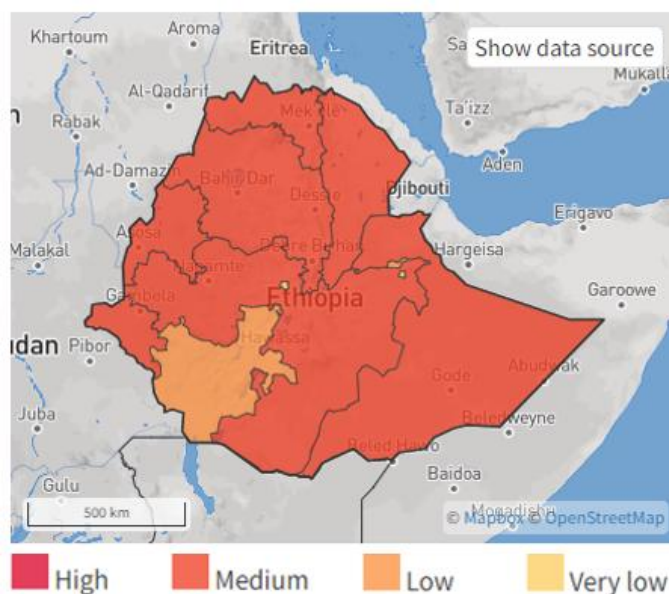 Khartoum
Aroma
Eritrea
Show data source
Mukalla
Al-Qadarif
Mek'ele
Ta'izz
Rabak
Aden
Ad-Damazin
Bahir Dar
Dessie
Djibouti
Erigavo
Malakal
Asosa
Debre Birhan
Hargeisa
Nekemte
Gambela
Ethiopia
Garoowe
Pibor
Hawassa
Gode
Abudwak
Juba
Beledweyne
Beled Hawo
Baidoa
Gulu
500 km
Mogadishu
© Mapbox © OpenStreetMap
High
Medium
Low
Very low